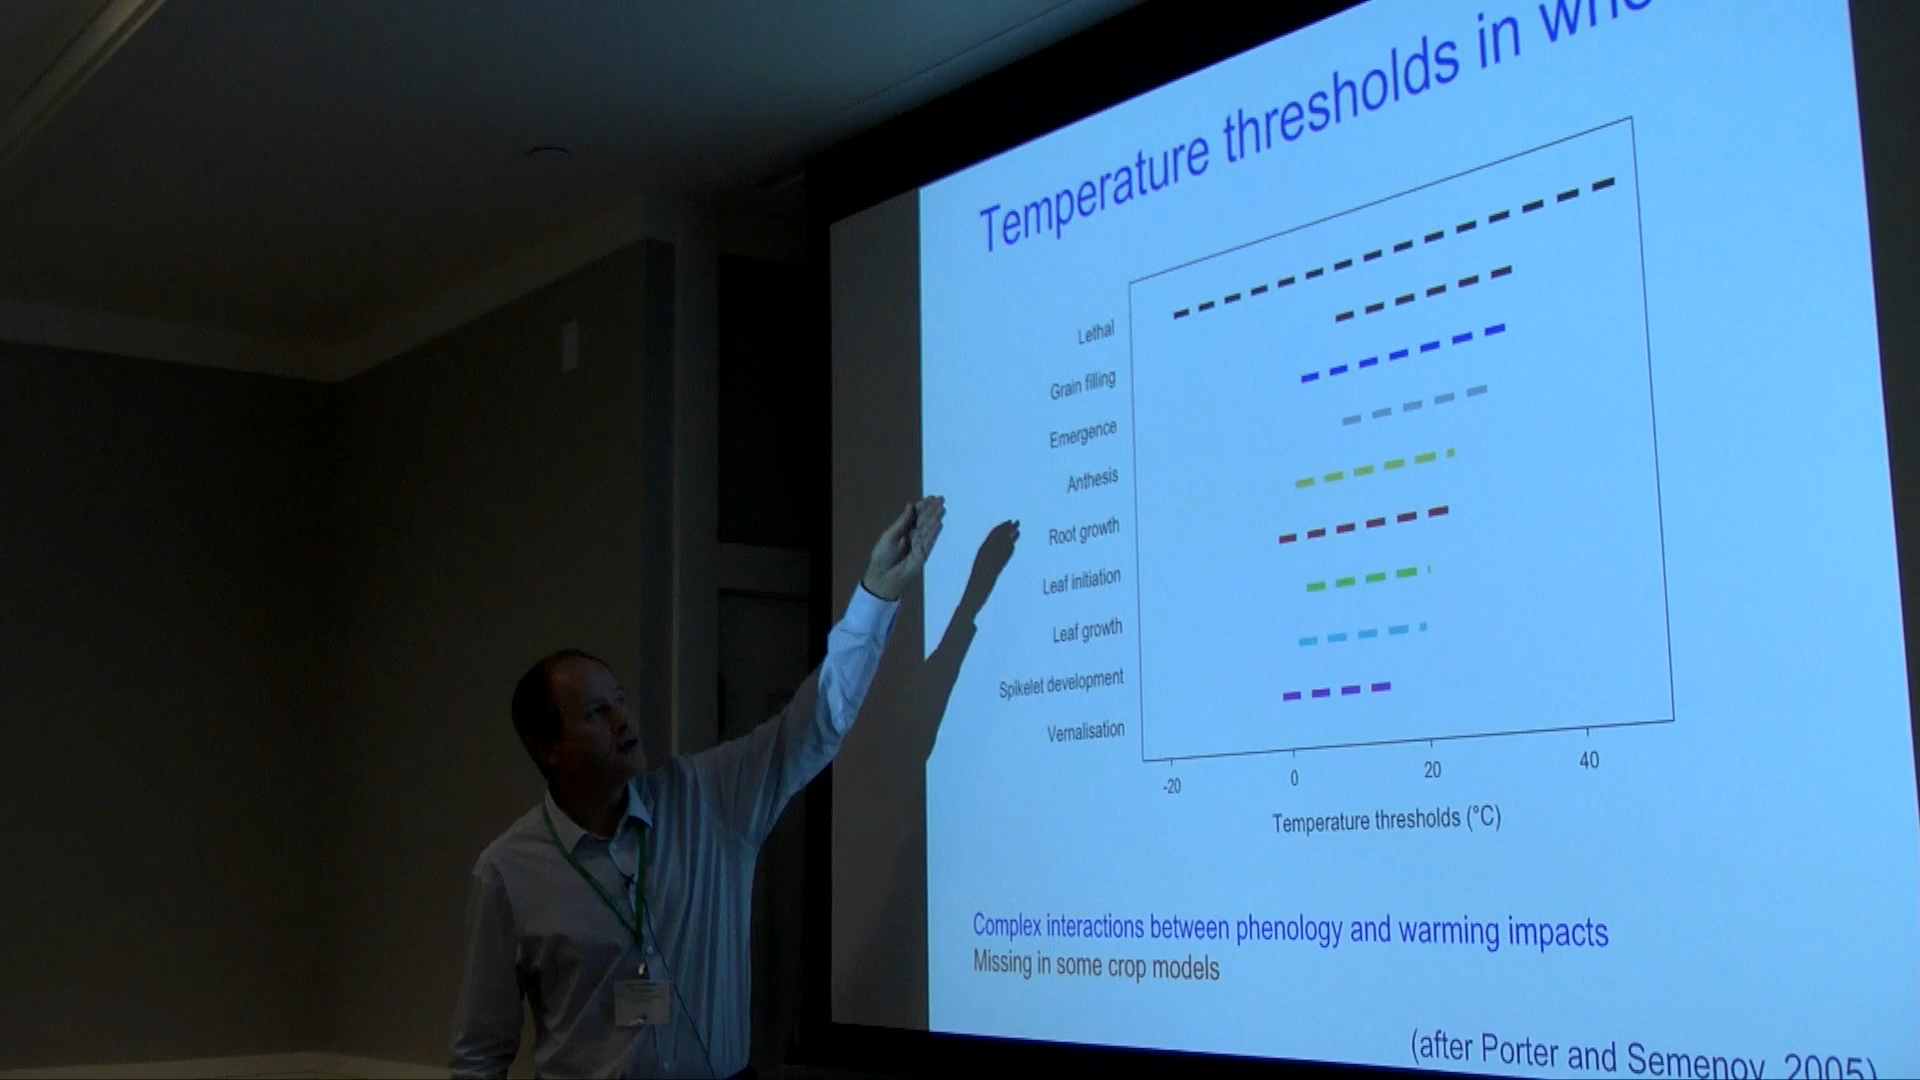 Temperature thresholds in
Lethal
Grain filling
Emergence
Anthesis
Root growth
Leaf initiation
Leaf growth
Spikelet development
Vernalisation
-20 0 20 40
Temperature thresholds (°C)
Complex interactions between phenology and warming impacts
Missing in some crop models
(after Porter and Semenov, 2005)